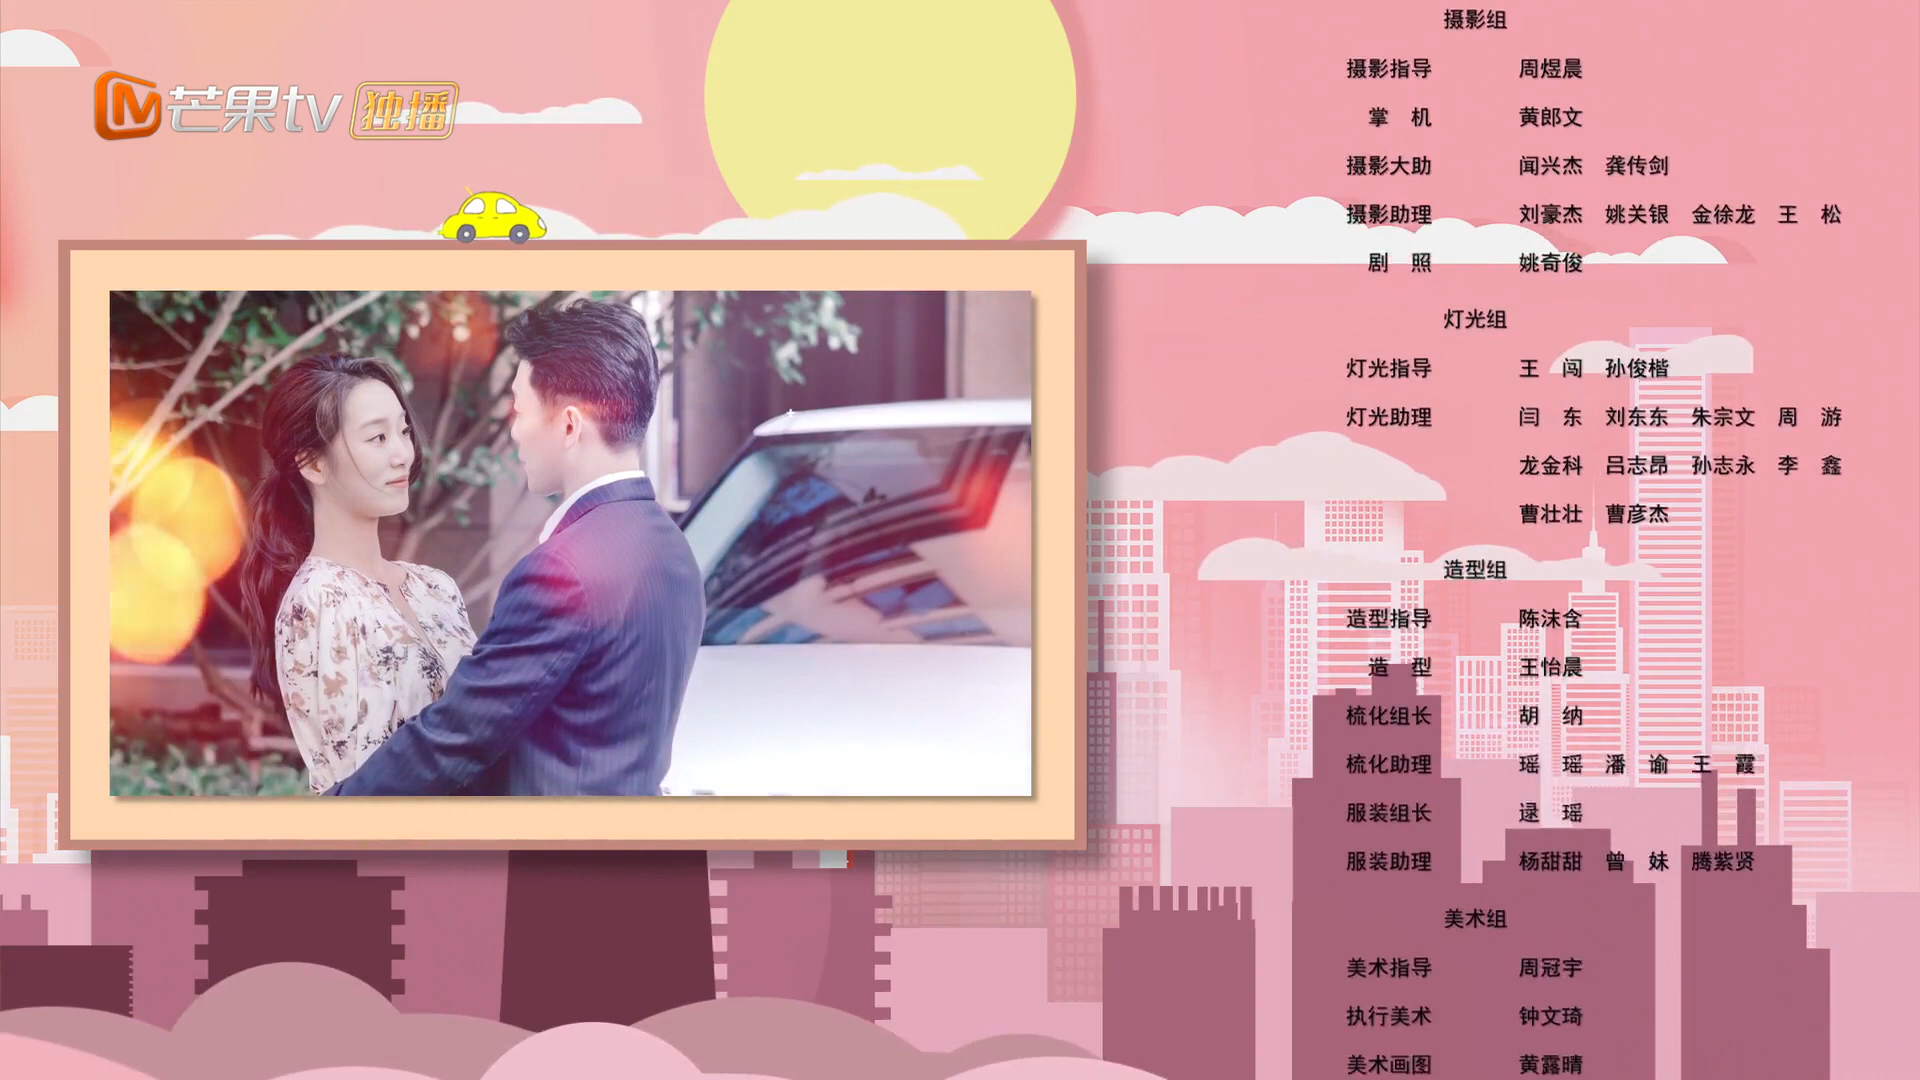 芒果tv 独播
摄影组
摄影指导 周煜晨
掌 机 黄郎文
摄影大助 闻兴杰 龚传剑
摄影助理 刘豪杰 姚关银 金徐龙 王 松
剧 照 姚奇俊
灯光组
灯光指导 王 闯 孙俊楷
灯光助理 闫 东 刘东东 朱宗文 周 游
龙金科 吕志昂 孙志永 李 鑫
曹壮壮 曹彦杰
造型组
造型指导 陈沫含
造 型 王怡晨
梳化组长 胡 纳
梳化助理 瑶 瑶 潘 谕 王 霞
服装组长 逯 瑶
服装助理 杨甜甜 曾 妹 腾紫贤
美术组
美术指导 周冠宇
执行美术 钟文琦
美术画图 黄露晴